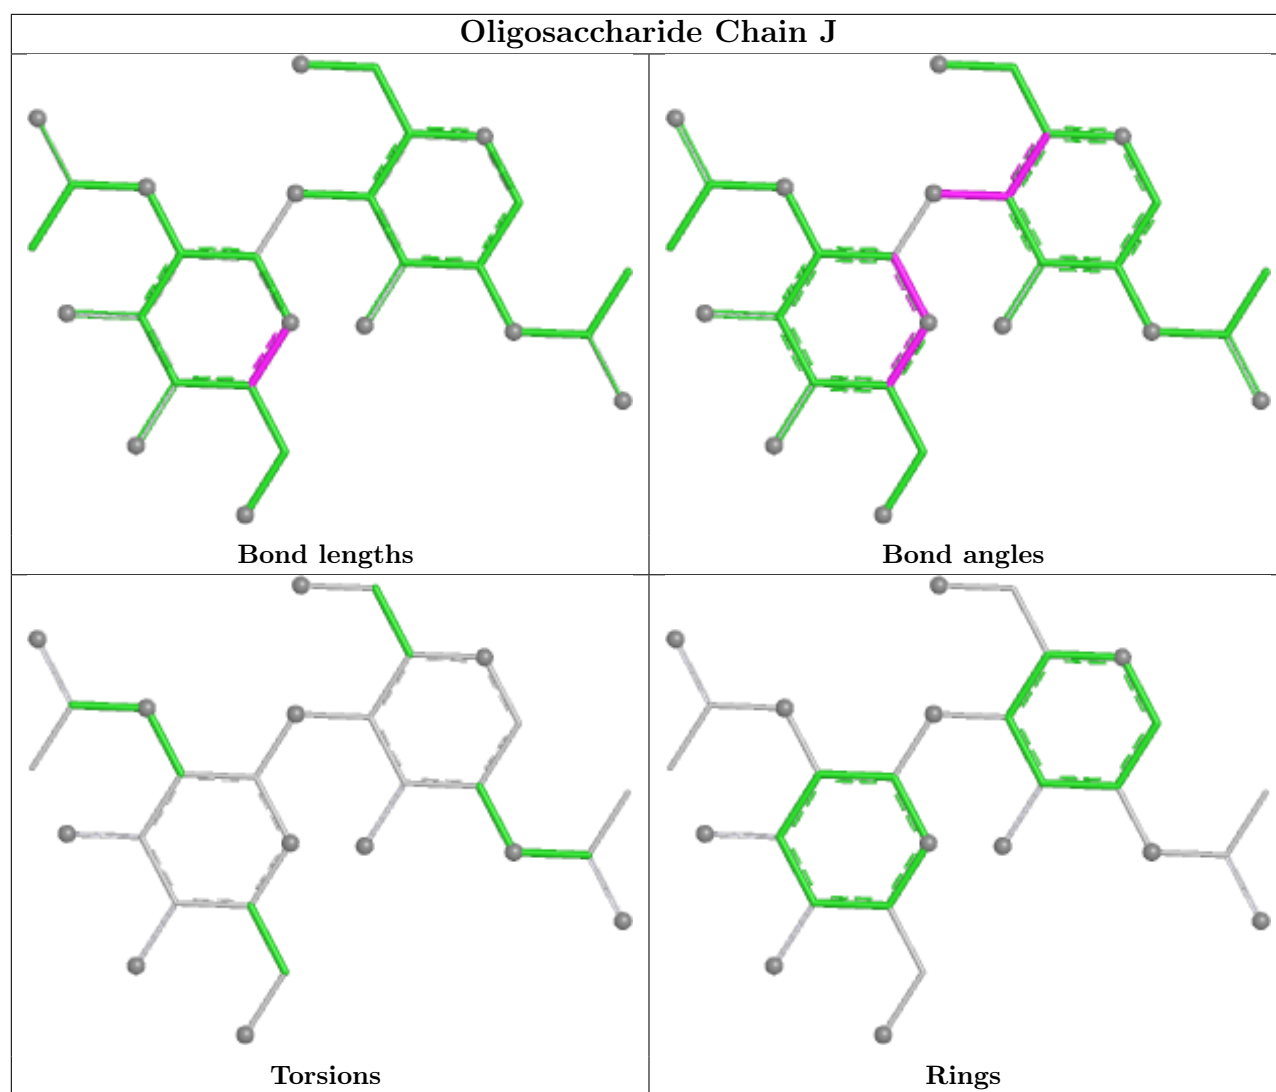 Oligosaccharide Chain J
Bond lengths
Bond angles
Torsions
Rings